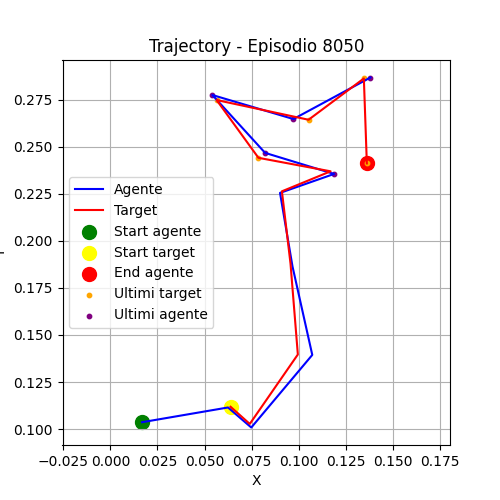 Trajectory - Episodio 8050
0.275
0.250
0.225
0.200
0.175
0.150
0.125
0.100
Agente
Target
Start agente
Start target
End agente
Ultimi target
Ultimi agente
−0.025 0.000 0.025 0.050 0.075 0.100 0.125 0.150 0.175
X